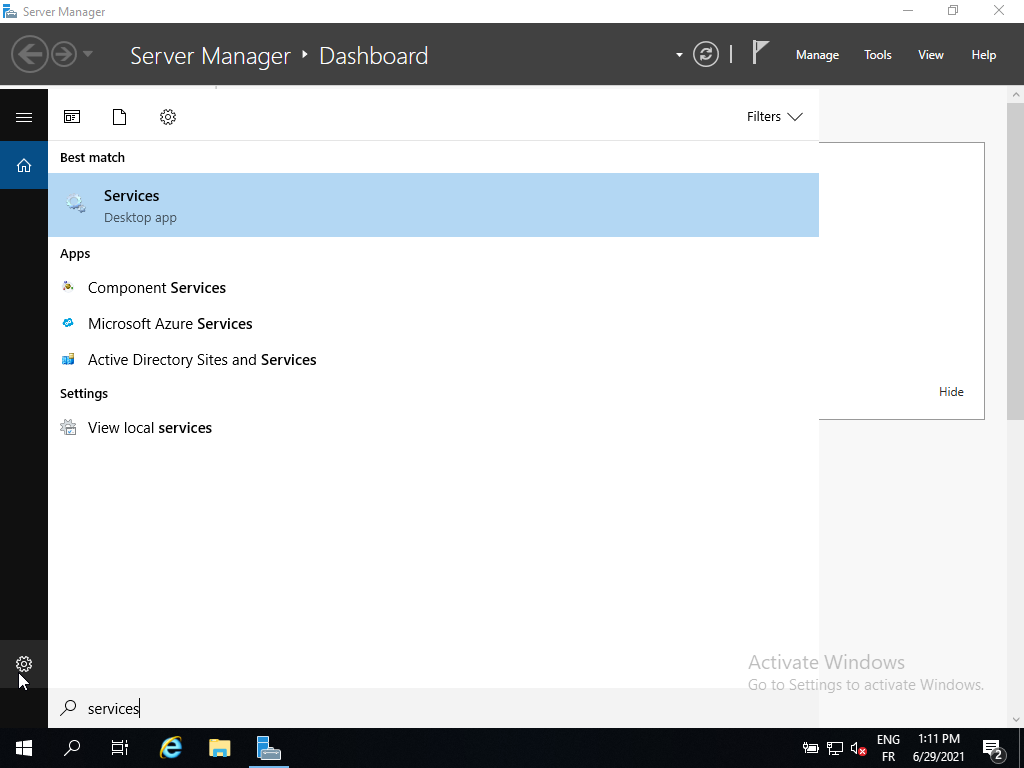 Server Manager
Server Manager
Dashboard
Manage
Tools
View
Help
Filters
Best match
Services
Desktop app
Apps
Component Services
Microsoft Azure Services
Active Directory Sites and Services
Settings
View local services
Hide
Activate Windows
Go to Settings to activate Windows.
services
ENG
FR
1:11 PM
6/29/2021
2